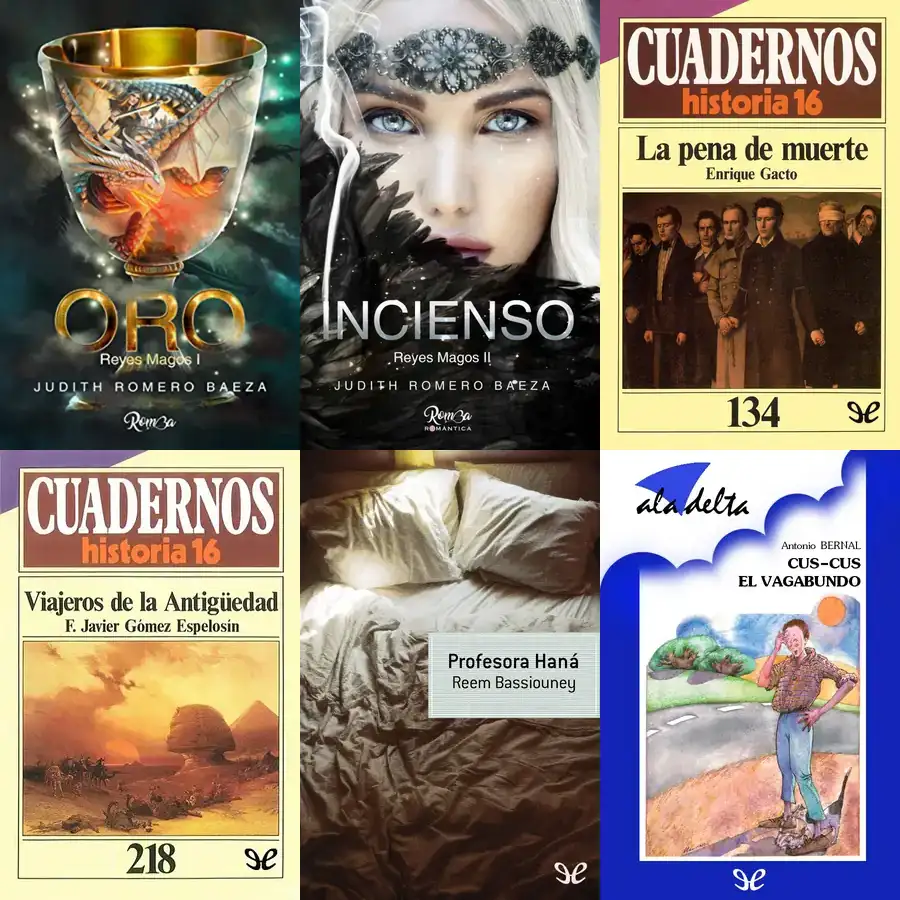 ORO
Reyes Magos I
JUDITH ROMERO BAEZA
Romба
INCIENSO
Reyes Magos II
JUDITH ROMERO BAEZA
ROMÁNTICA
CUADERNOS
historia 16
La pena de muerte
Enrique Gacto
134
CUADERNOS
historia 16
Viajeros de la Antigüedad
F. Javier Gómez Espelosín
218
Profesora Haná
Reem Bassiouney
ala delta
Antonio BERNAL
CUS-CUS
EL VAGABUNDO